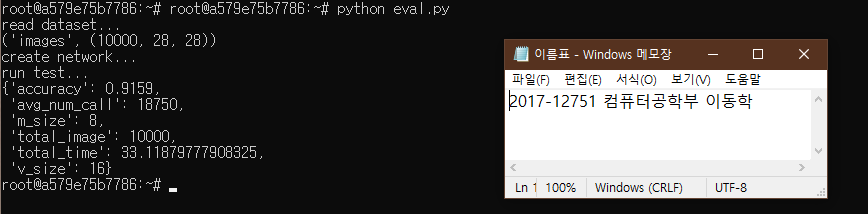 root@a579e75b7786:~# root@a579e75b7786:~# python eval.py
read dataset...
('images', (10000, 28, 28))
create network...
run test...
{'accuracy': 0.9159,
 'avg_num_call': 18750,
 'm_size': 8,
 'total_image': 10000,
 'total_time': 33.11879777908325,
 'v_size': 16}
root@a579e75b7786:~#
이름표 - Windows 메모장
파일(F) 편집(E) 서식(O) 보기(V) 도움말
2017-12751 컴퓨터공학부 이동학
Ln 1 100% Windows (CRLF) UTF-8